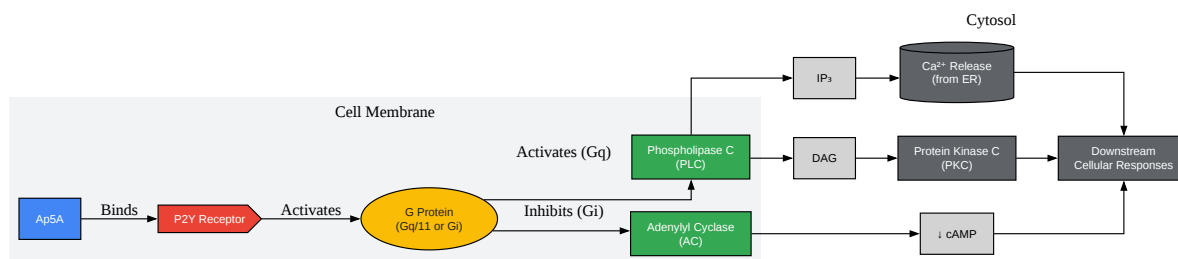 Cytosol
Ca²⁺ Release
(from ER)
IP₃
Cell Membrane
Activates (Gq)
Phospholipase C
(PLC)
DAG
Protein Kinase C
(PKC)
Downstream
Cellular Responses
Ap5A
Binds
P2Y Receptor
Activates
G Protein
(Gq/11 or Gi)
Inhibits (Gi)
Adenylyl Cyclase
(AC)
↓ cAMP